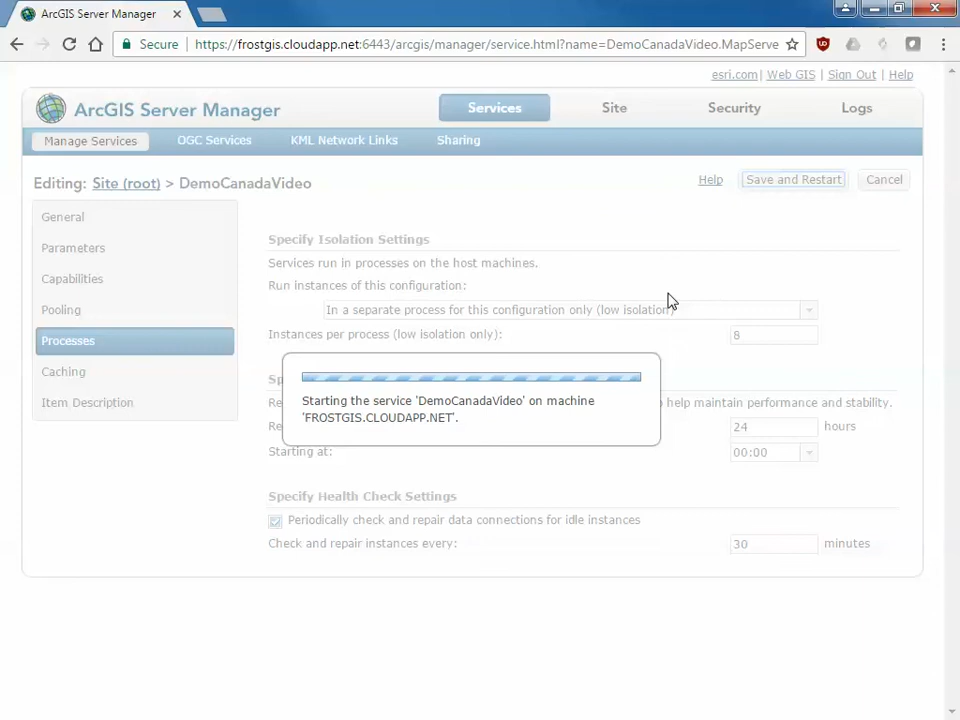 ArcGIS Server Manager
Secure https://frostgis.cloudapp.net:6443/arcgis/manager/service.html?name=DemoCanadaVideo.MapServe
esri.com | Web GIS | Sign Out | Help
ArcGIS Server Manager Services Site Security Logs
Manage Services OGC Services KML Network Links Sharing
Editing: Site (root) > DemoCanadaVideo Help Save and Restart Cancel
General
Parameters
Capabilities
Pooling
Processes
Caching
Item Description
Specify Isolation Settings
Services run in processes on the host machines.
Run instances of this configuration:
In a separate process for this configuration only (low isolation)
Instances per process (low isolation only): 8
Starting the service 'DemoCanadaVideo' on machine
'FROSTGIS.CLOUDAPP.NET'.
help maintain performance and stability.
24 hours
Starting at: 00:00
Specify Health Check Settings
Periodically check and repair data connections for idle instances
Check and repair instances every: 30 minutes